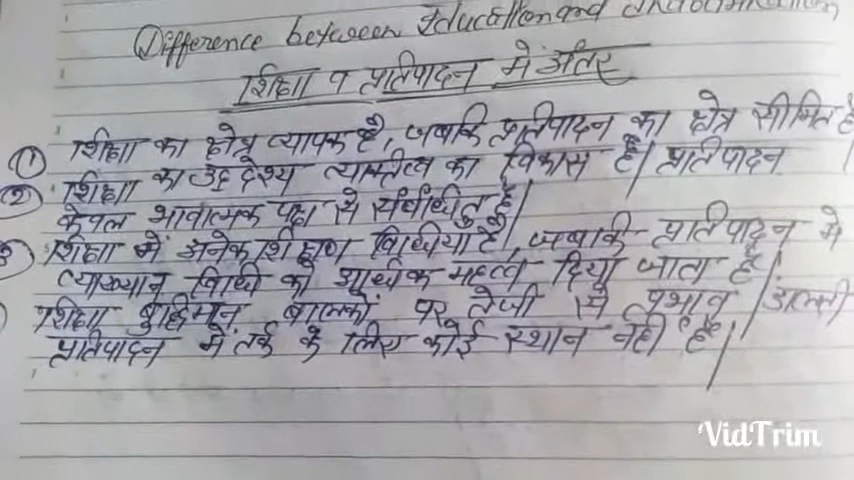 Difference between Education and
शिक्षा व प्रतिपादन में अंतर
① शिक्षा का क्षेत्र व्यापक है, जबकि प्रतिपादन का क्षेत्र सीमित है
② शिक्षा का उद्देश्य व्यक्तित्व का विकास है। प्रतिपादन
केवल भावात्मक पक्ष से संबंधित है।
शिक्षा में अनेक शिक्षण विधियाँ है, जबकि प्रतिपादन में
व्याख्यान विधि को अधिक महत्व दिया जाता है।
शिक्षा बुद्धिमान बालकों पर तेजी से प्रभाव डालती
प्रतिपादन में तर्क के लिए कोई स्थान नही है।
VidTrim